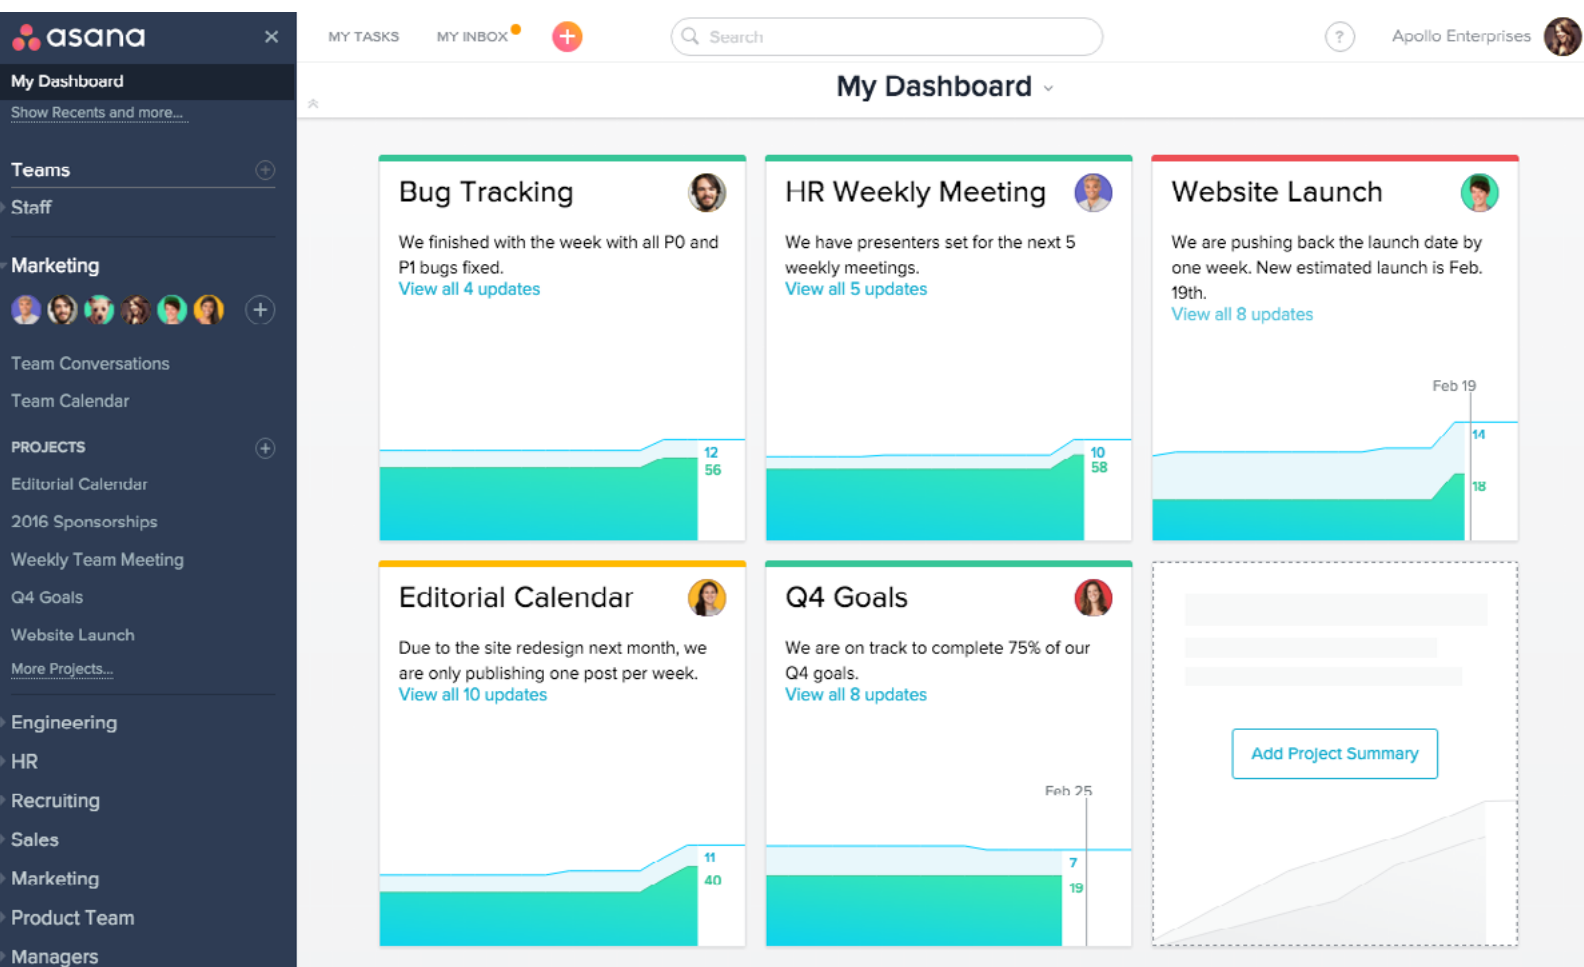 asana
×
My Dashboard
Show Recents and more...
Teams
Staff
Marketing
Team Conversations
Team Calendar
PROJECTS
Editorial Calendar
2016 Sponsorships
Weekly Team Meeting
Q4 Goals
Website Launch
More Projects...
Engineering
HR
Recruiting
Sales
Marketing
Product Team
Managers
MY TASKS
MY INBOX
+
Search
?
Apollo Enterprises
My Dashboard
Bug Tracking
We finished with the week with all P0 and
P1 bugs fixed.
View all 4 updates
12
56
HR Weekly Meeting
We have presenters set for the next 5
weekly meetings.
View all 5 updates
10
58
Website Launch
We are pushing back the launch date by
one week. New estimated launch is Feb.
19th.
View all 8 updates
Feb 19
14
18
Editorial Calendar
Due to the site redesign next month, we
are only publishing one post per week.
View all 10 updates
11
40
Q4 Goals
We are on track to complete 75% of our
Q4 goals.
View all 8 updates
Feb 25
7
19
Add Project Summary